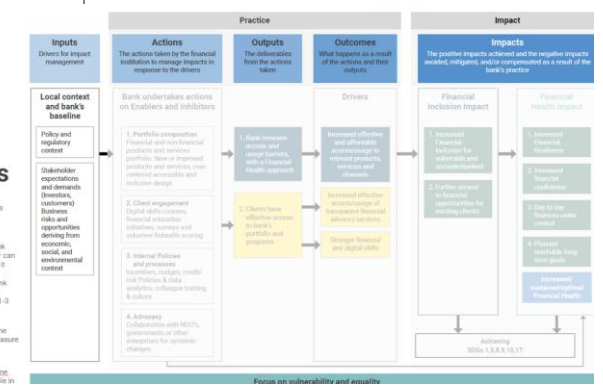 Practice
Impact
Inputs
Drivers for impact
management
Actions
The actions taken by the financial
institution to manage impacts in
response to the drivers
Outputs
The deliverables
from the actions
taken
Outcomes
What happens as a result
of the actions and their
outputs
Impacts
The positive impacts achieved and the negative impacts
avoided, mitigated, and/or compensated as a result of the
bank's practice
Local context
and bank's
baseline
Policy and
regulatory
context
Stakeholder
expectations
and demands
(investors,
customers)
Business
risks and
opportunities
deriving from
economic,
social, and
environmental
context
Bank undertakes actions
on Enablers and Inhibitors
1. Portfolio composition
Financial and non-financial
products and services
portfolio. New or improved
products and services, user
centered accessible and
inclusive design
2. Client engagement
Digital skills courses,
financial education
initiatives, surveys and
volunteer finhealth scoring
3. Internal Policies
and processes
Incentives, nudges, credit/
risk Policies & data
analytics, colleague training
& culture
4. Advocacy
Collaboration with NGO's,
governments or other
enterprises for systemic
changes
1. Bank removes
access and
usage barriers,
with a Financial
Health approach
2. Clients have
effective access
to bank's
portfolio and
programs
Drivers
Increased effective
and affordable
access/usage to
relevant products,
services and
channels
Increased effective
access/usage of
transparent financial
advisory services
Stronger financial
and digital skills
Financial
Inclusion Impact
1. Increased
Financial
Inclusion for
vulnerable and
2. Further access
to financial
opportunities for
existing clients
Financial
Health Impact
1. Increased
Financial
Resilience
2. Increased
financial
confidence
3. Day to day
finances under
control
4. Planned
reachable long
term goals
Increased/
sustained/optimal
Financial Health
Achieving
SDGs 1,5,8,9,10,17
Focus on vulnerability and equality